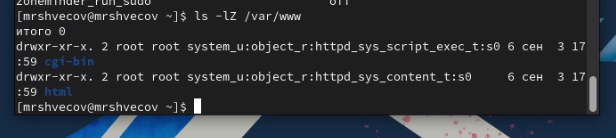 zoneminder_run_sudo off
[mrshvecov@mrshvecov ~]$ ls -lZ /var/www
итого 0
drwxr-xr-x. 2 root root system_u:object_r:httpd_sys_script_exec_t:s0 6 сен  3 17
:59 cgi-bin
drwxr-xr-x. 2 root root system_u:object_r:httpd_sys_content_t:s0     6 сен  3 17
:59 html
[mrshvecov@mrshvecov ~]$